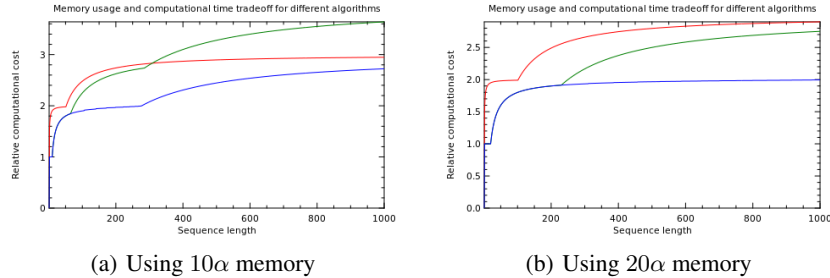 Memory usage and computational time tradeoff for different algorithms
Relative computational cost
3
2
1
0
200
400
600
800
1000
Sequence length
(a) Using 10α memory
Memory usage and computational time tradeoff for different algorithms
Relative computational cost
2.5
2.0
1.5
1.0
0.5
0.0
200
400
600
800
1000
Sequence length
(b) Using 20α memory